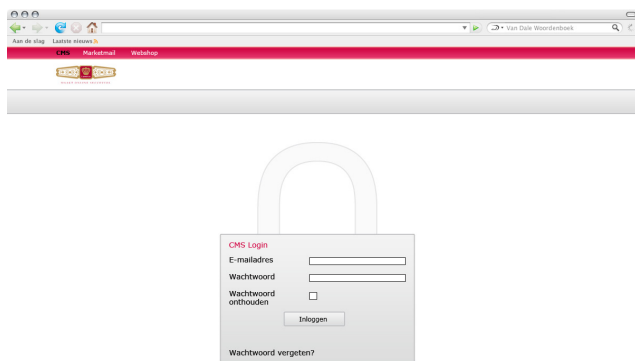 Van Dale Woordenboek
Aan de slag Laatste nieuws
CMS Marketmail Webshop
CMS Login
E-mailadres
Wachtwoord
Wachtwoord
onthouden
Inloggen
Wachtwoord vergeten?